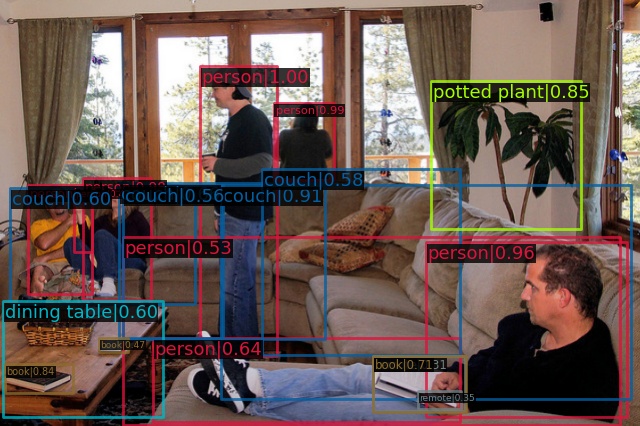 person|1.00
potted plant|0.85
person|0.99
couch|0.58
couch|0.60
couch|0.56
couch|0.91
person|0.53
person|0.96
dining table|0.60
book|0.47
person|0.64
book|0.84
book|0.71
31
remote|0.35